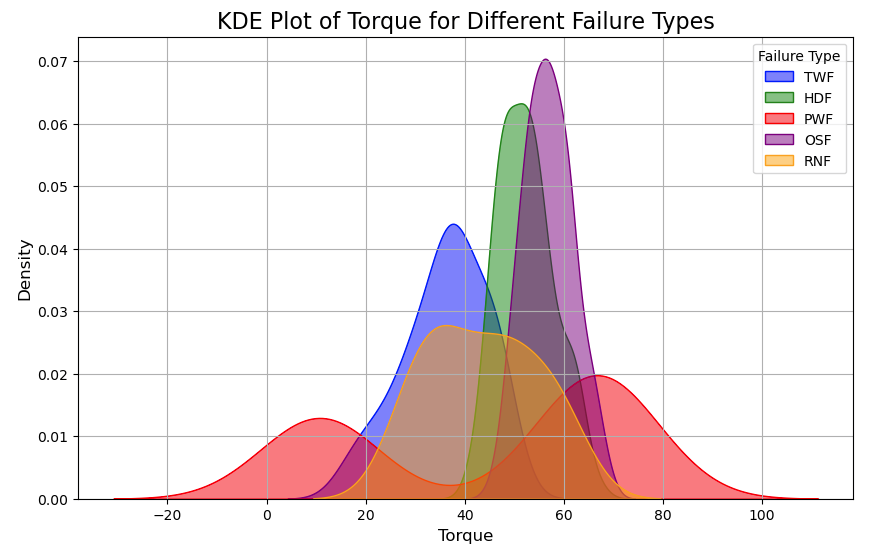 KDE Plot of Torque for Different Failure Types
Failure Type
TWF
HDF
PWF
OSF
RNF
Density
0.07
0.06
0.05
0.04
0.03
0.02
0.01
0.00
−20 0 20 40 60 80 100
Torque